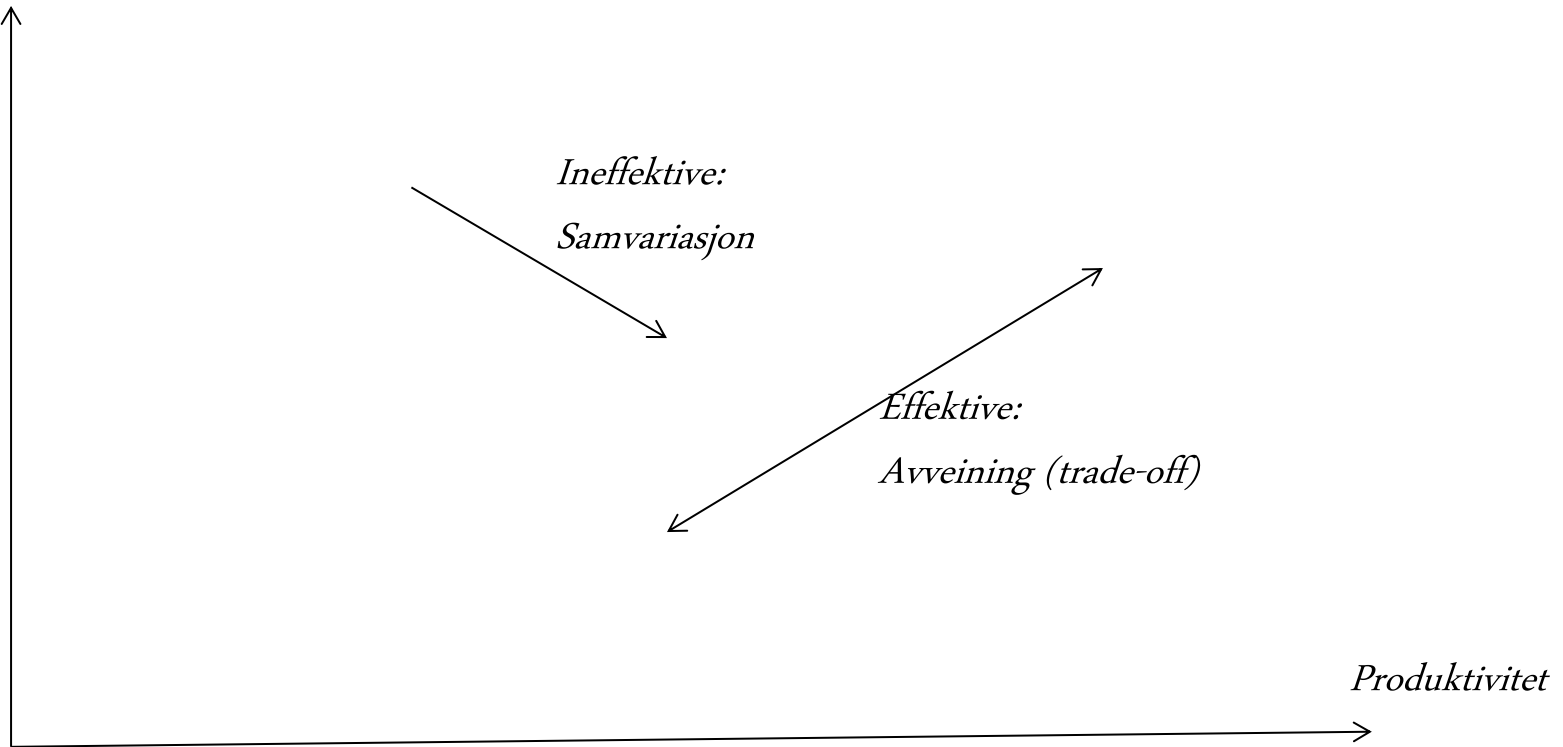 Ineffektive:
Samvariasjon
Effektive:
Avveining (trade-off)
Produktivitet